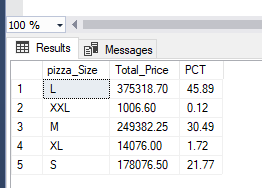 100 %
Results Messages
pizza_Size Total_Price PCT
1 L 375318.70 45.89
2 XXL 1006.60 0.12
3 M 249382.25 30.49
4 XL 14076.00 1.72
5 S 178076.50 21.77